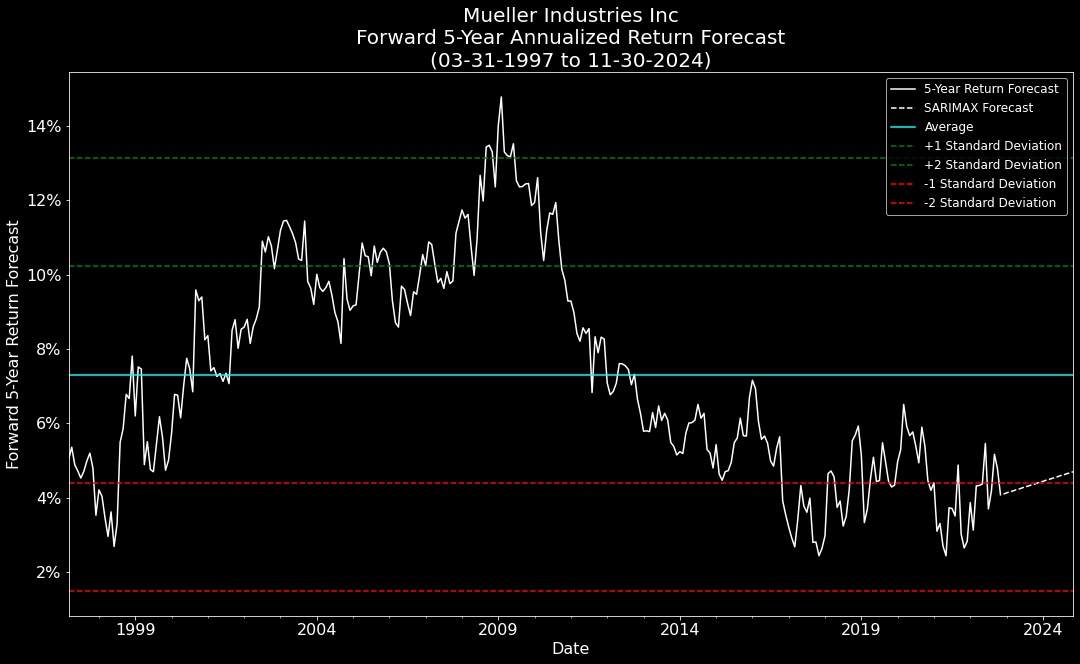 Mueller Industries Inc
Forward 5-Year Annualized Return Forecast
(03-31-1997 to 11-30-2024)
5-Year Return Forecast
SARIMAX Forecast
Average
+1 Standard Deviation
+2 Standard Deviation
-1 Standard Deviation
-2 Standard Deviation
Forward 5-Year Return Forecast
14%
12%
10%
8%
6%
4%
2%
1999 2004 2009 2014 2019 2024
Date